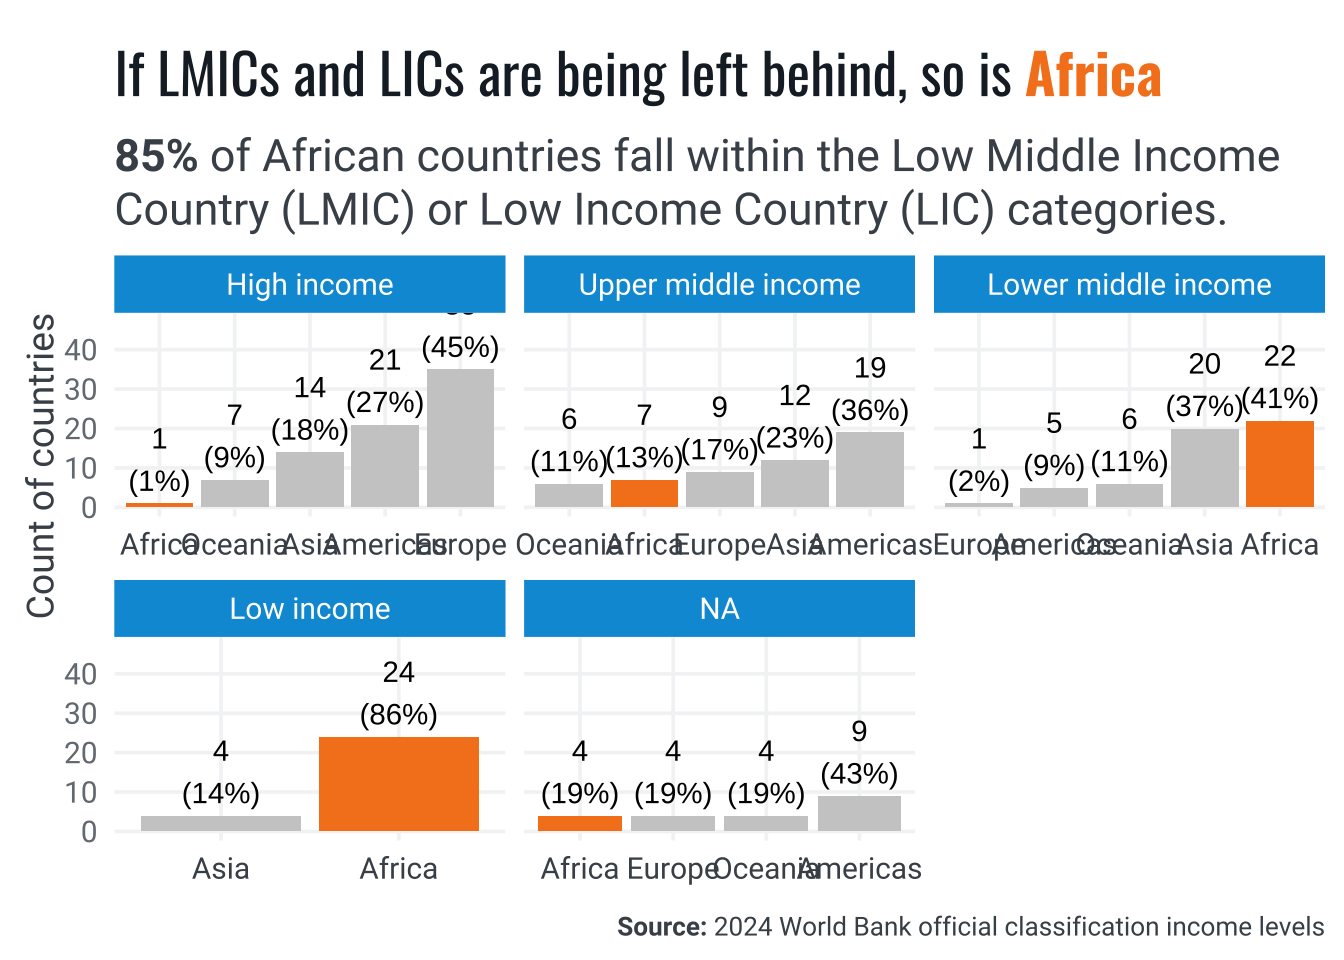 If LMICs and LICs are being left behind, so is Africa
85% of African countries fall within the Low Middle Income
Country (LMIC) or Low Income Country (LIC) categories.
Count of countries
High income
40
30
20
10
0
1
(1%)
7
(9%)
14
(18%)
21
(27%)
(45%)
Africa
Oceania
Asia
Americas
Europe
Upper middle income
6
(11%)
7
(13%)
9
(17%)
12
(23%)
19
(36%)
Oceania
Africa
Europe
Asia
Americas
Lower middle income
1
(2%)
5
(9%)
6
(11%)
20
(37%)
22
(41%)
Europe
Americas
Oceania
Asia
Africa
Low income
40
30
20
10
0
4
(14%)
24
(86%)
Asia
Africa
NA
4
(19%)
4
(19%)
4
(19%)
9
(43%)
Africa
Europe
Oceania
Americas
Source: 2024 World Bank official classification income levels